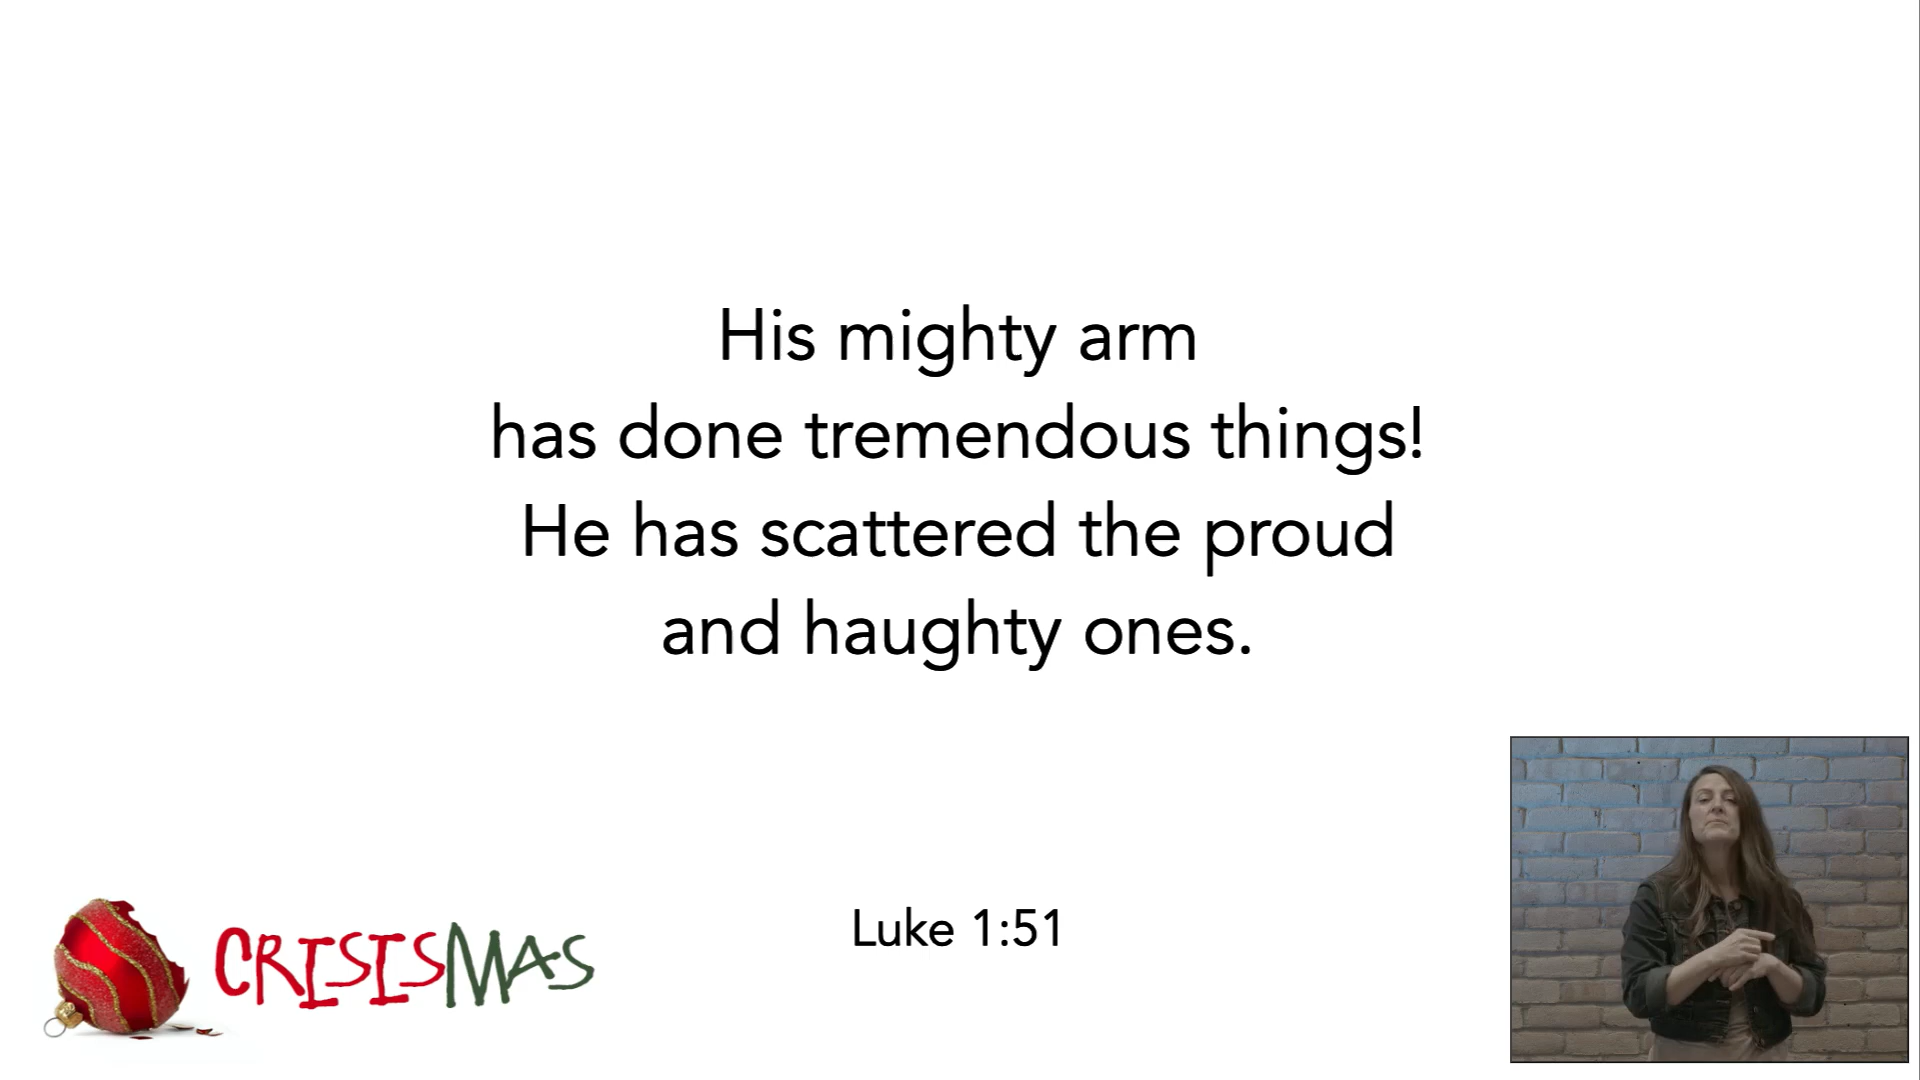 His mighty arm
has done tremendous things!
He has scattered the proud
and haughty ones.
Luke 1:51
CRISISMAS